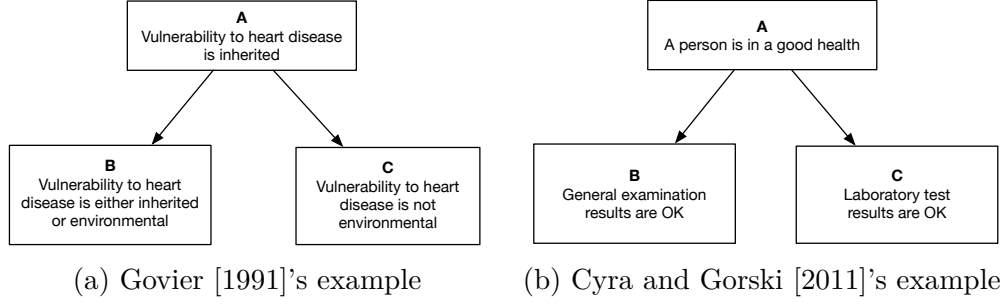 A
Vulnerability to heart disease
is inherited
B
Vulnerability to heart
disease is either inherited
or environmental
C
Vulnerability to heart
disease is not
environmental
(a) Govier [1991]'s example
A
A person is in a good health
B
General examination
results are OK
C
Laboratory test
results are OK
(b) Cyra and Gorski [2011]'s example